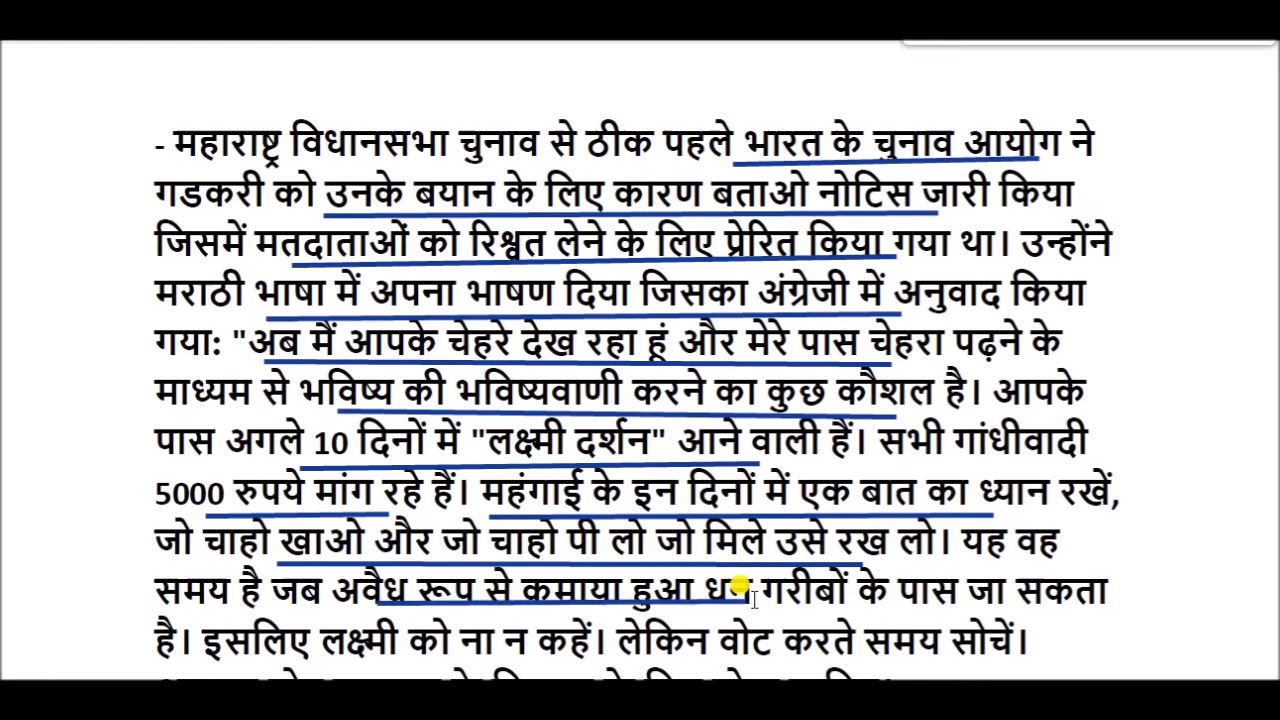 - महाराष्ट्र विधानसभा चुनाव से ठीक पहले भारत के चुनाव आयोग ने
गडकरी को उनके बयान के लिए कारण बताओ नोटिस जारी किया
जिसमें मतदाताओं को रिश्वत लेने के लिए प्रेरित किया गया था। उन्होंने
मराठी भाषा में अपना भाषण दिया जिसका अंग्रेजी में अनुवाद किया
गया: "अब मैं आपके चेहरे देख रहा हूं और मेरे पास चेहरा पढ़ने के
माध्यम से भविष्य की भविष्यवाणी करने का कुछ कौशल है। आपके
पास अगले 10 दिनों में "लक्ष्मी दर्शन" आने वाली हैं। सभी गांधीवादी
5000 रुपये मांग रहे हैं। महंगाई के इन दिनों में एक बात का ध्यान रखें,
जो चाहो खाओ और जो चाहो पी लो जो मिले उसे रख लो। यह वह
समय है जब अवैध रूप से कमाया हुआ धन गरीबों के पास जा सकता
है। इसलिए लक्ष्मी को ना न कहें। लेकिन वोट करते समय सोचें।